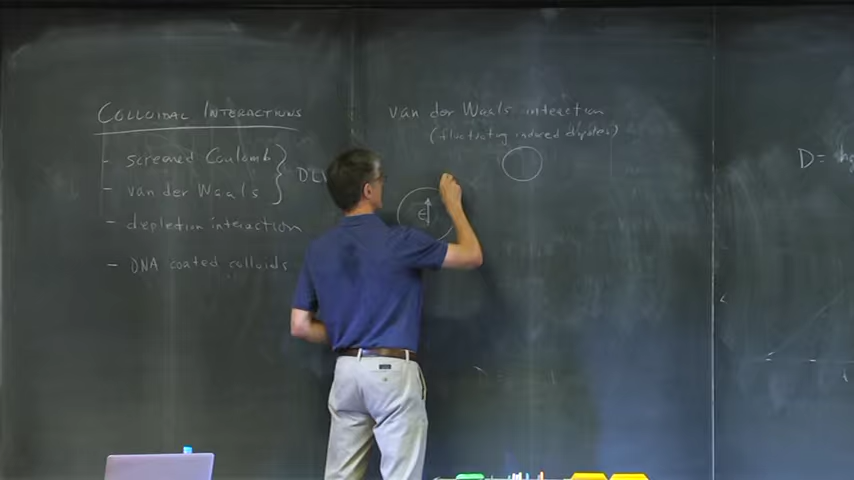 COLLOIDAL INTERACTIONS
- screened Coulomb
- van der Waals
- depletion interaction
- DNA coated colloids
van der Waals interaction
(fluctuating induced dipoles)
ϵ
D=